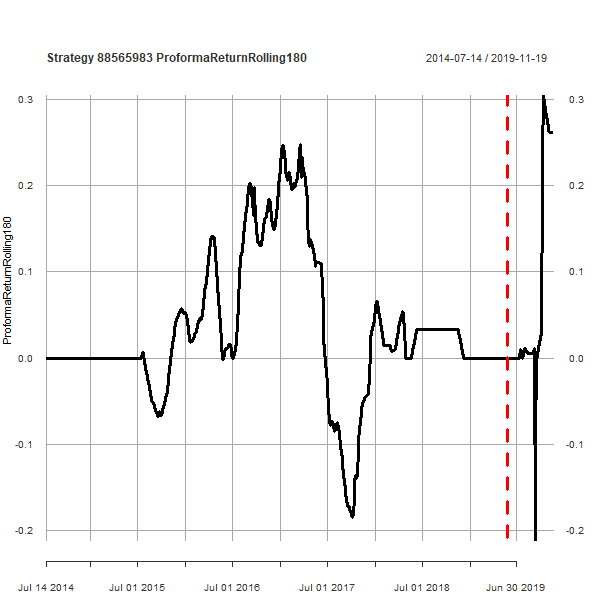 Strategy 88565983 ProformaReturnRolling180
2014-07-14 / 2019-11-19
ProformaReturnRolling180
0.3
0.2
0.1
0.0
-0.1
-0.2
0.3
0.2
0.1
0.0
-0.1
-0.2
Jul 14 2014
Jul 01 2015
Jul 01 2016
Jul 01 2017
Jul 01 2018
Jun 30 2019